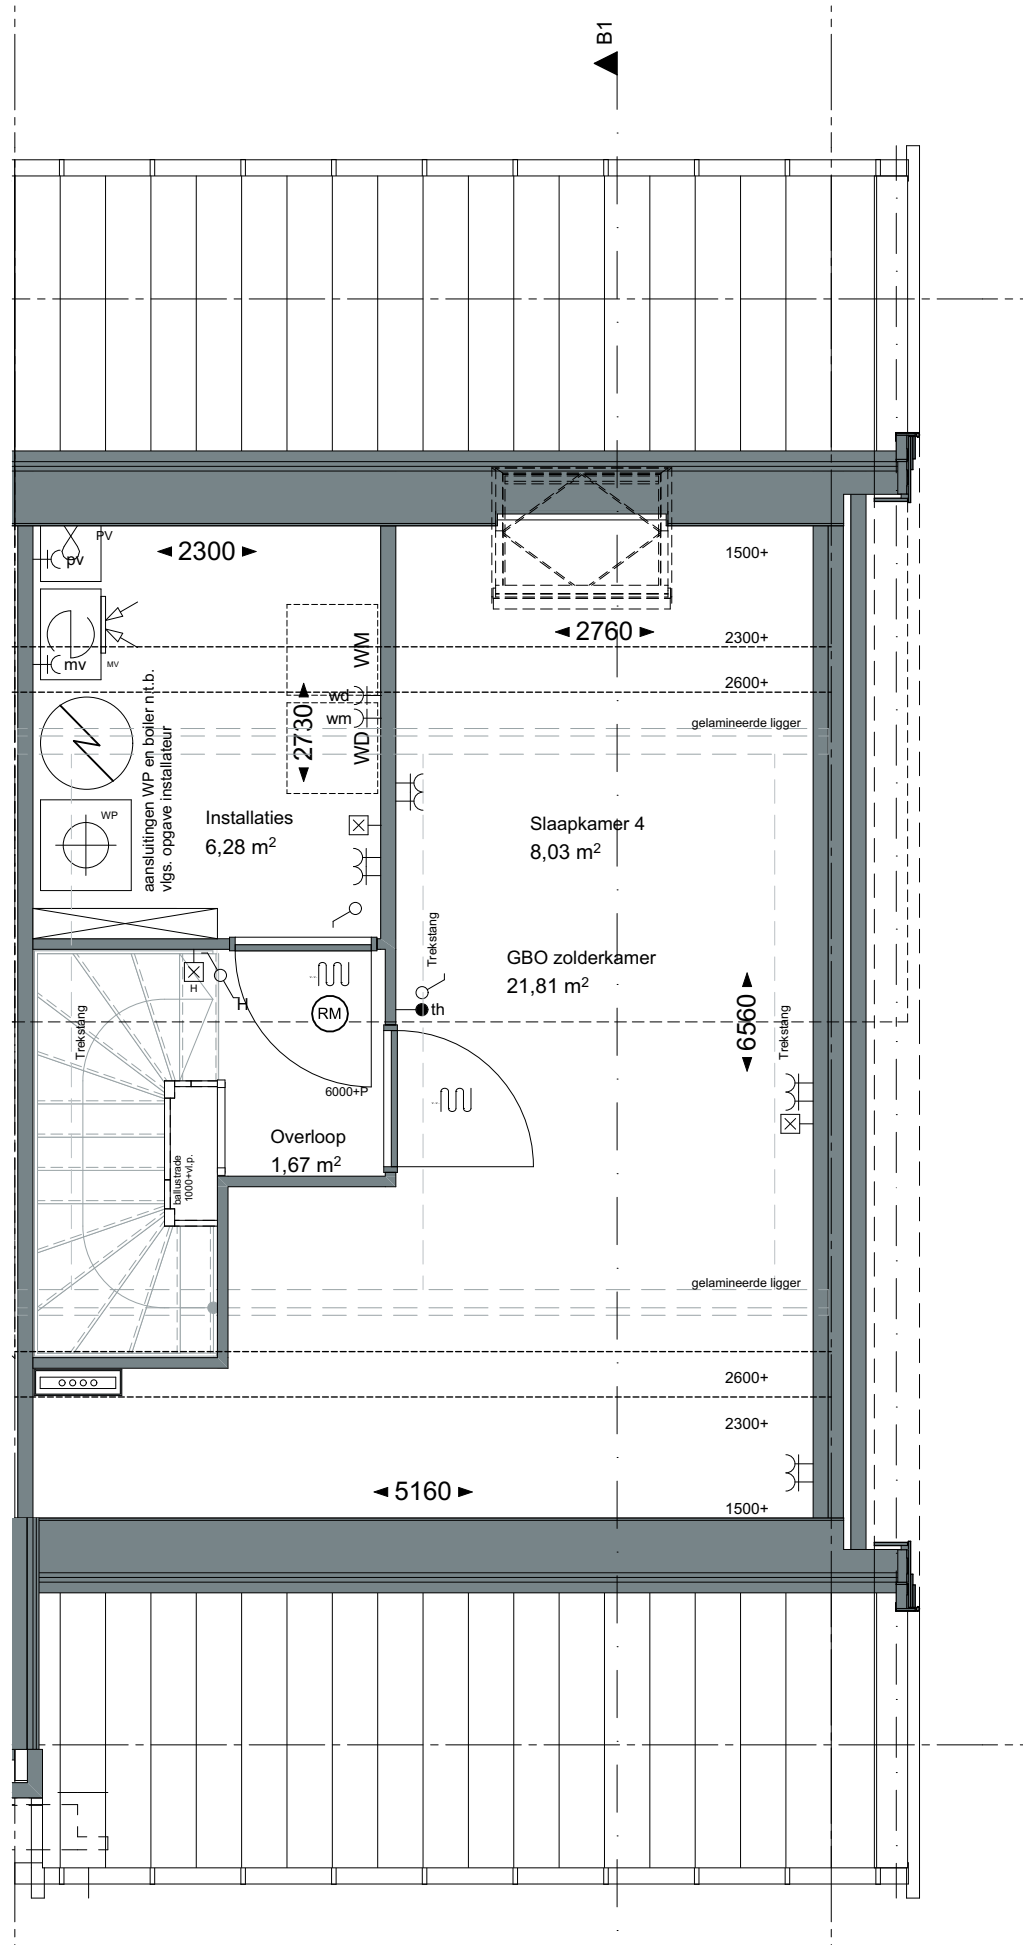 B1
PV
pv
2300
1500+
mv
MV
WM
2760
2300+
wd
2600+
wm
2730
WD
gelamineerde ligger
aansluitingen WP en boiler n.t.b.
vlgs. opgave installateur
WP
Installaties
6,28 m²
Slaapkamer 4
8,03 m²
Trekstang
GBO zolderkamer
21,81 m²
H
H
RM
th
Trekstang
6560
Trekstang
6000+P
Overloop
1,67 m²
ballustrade
1000+vl.p.
gelamineerde ligger
2600+
2300+
5160
1500+